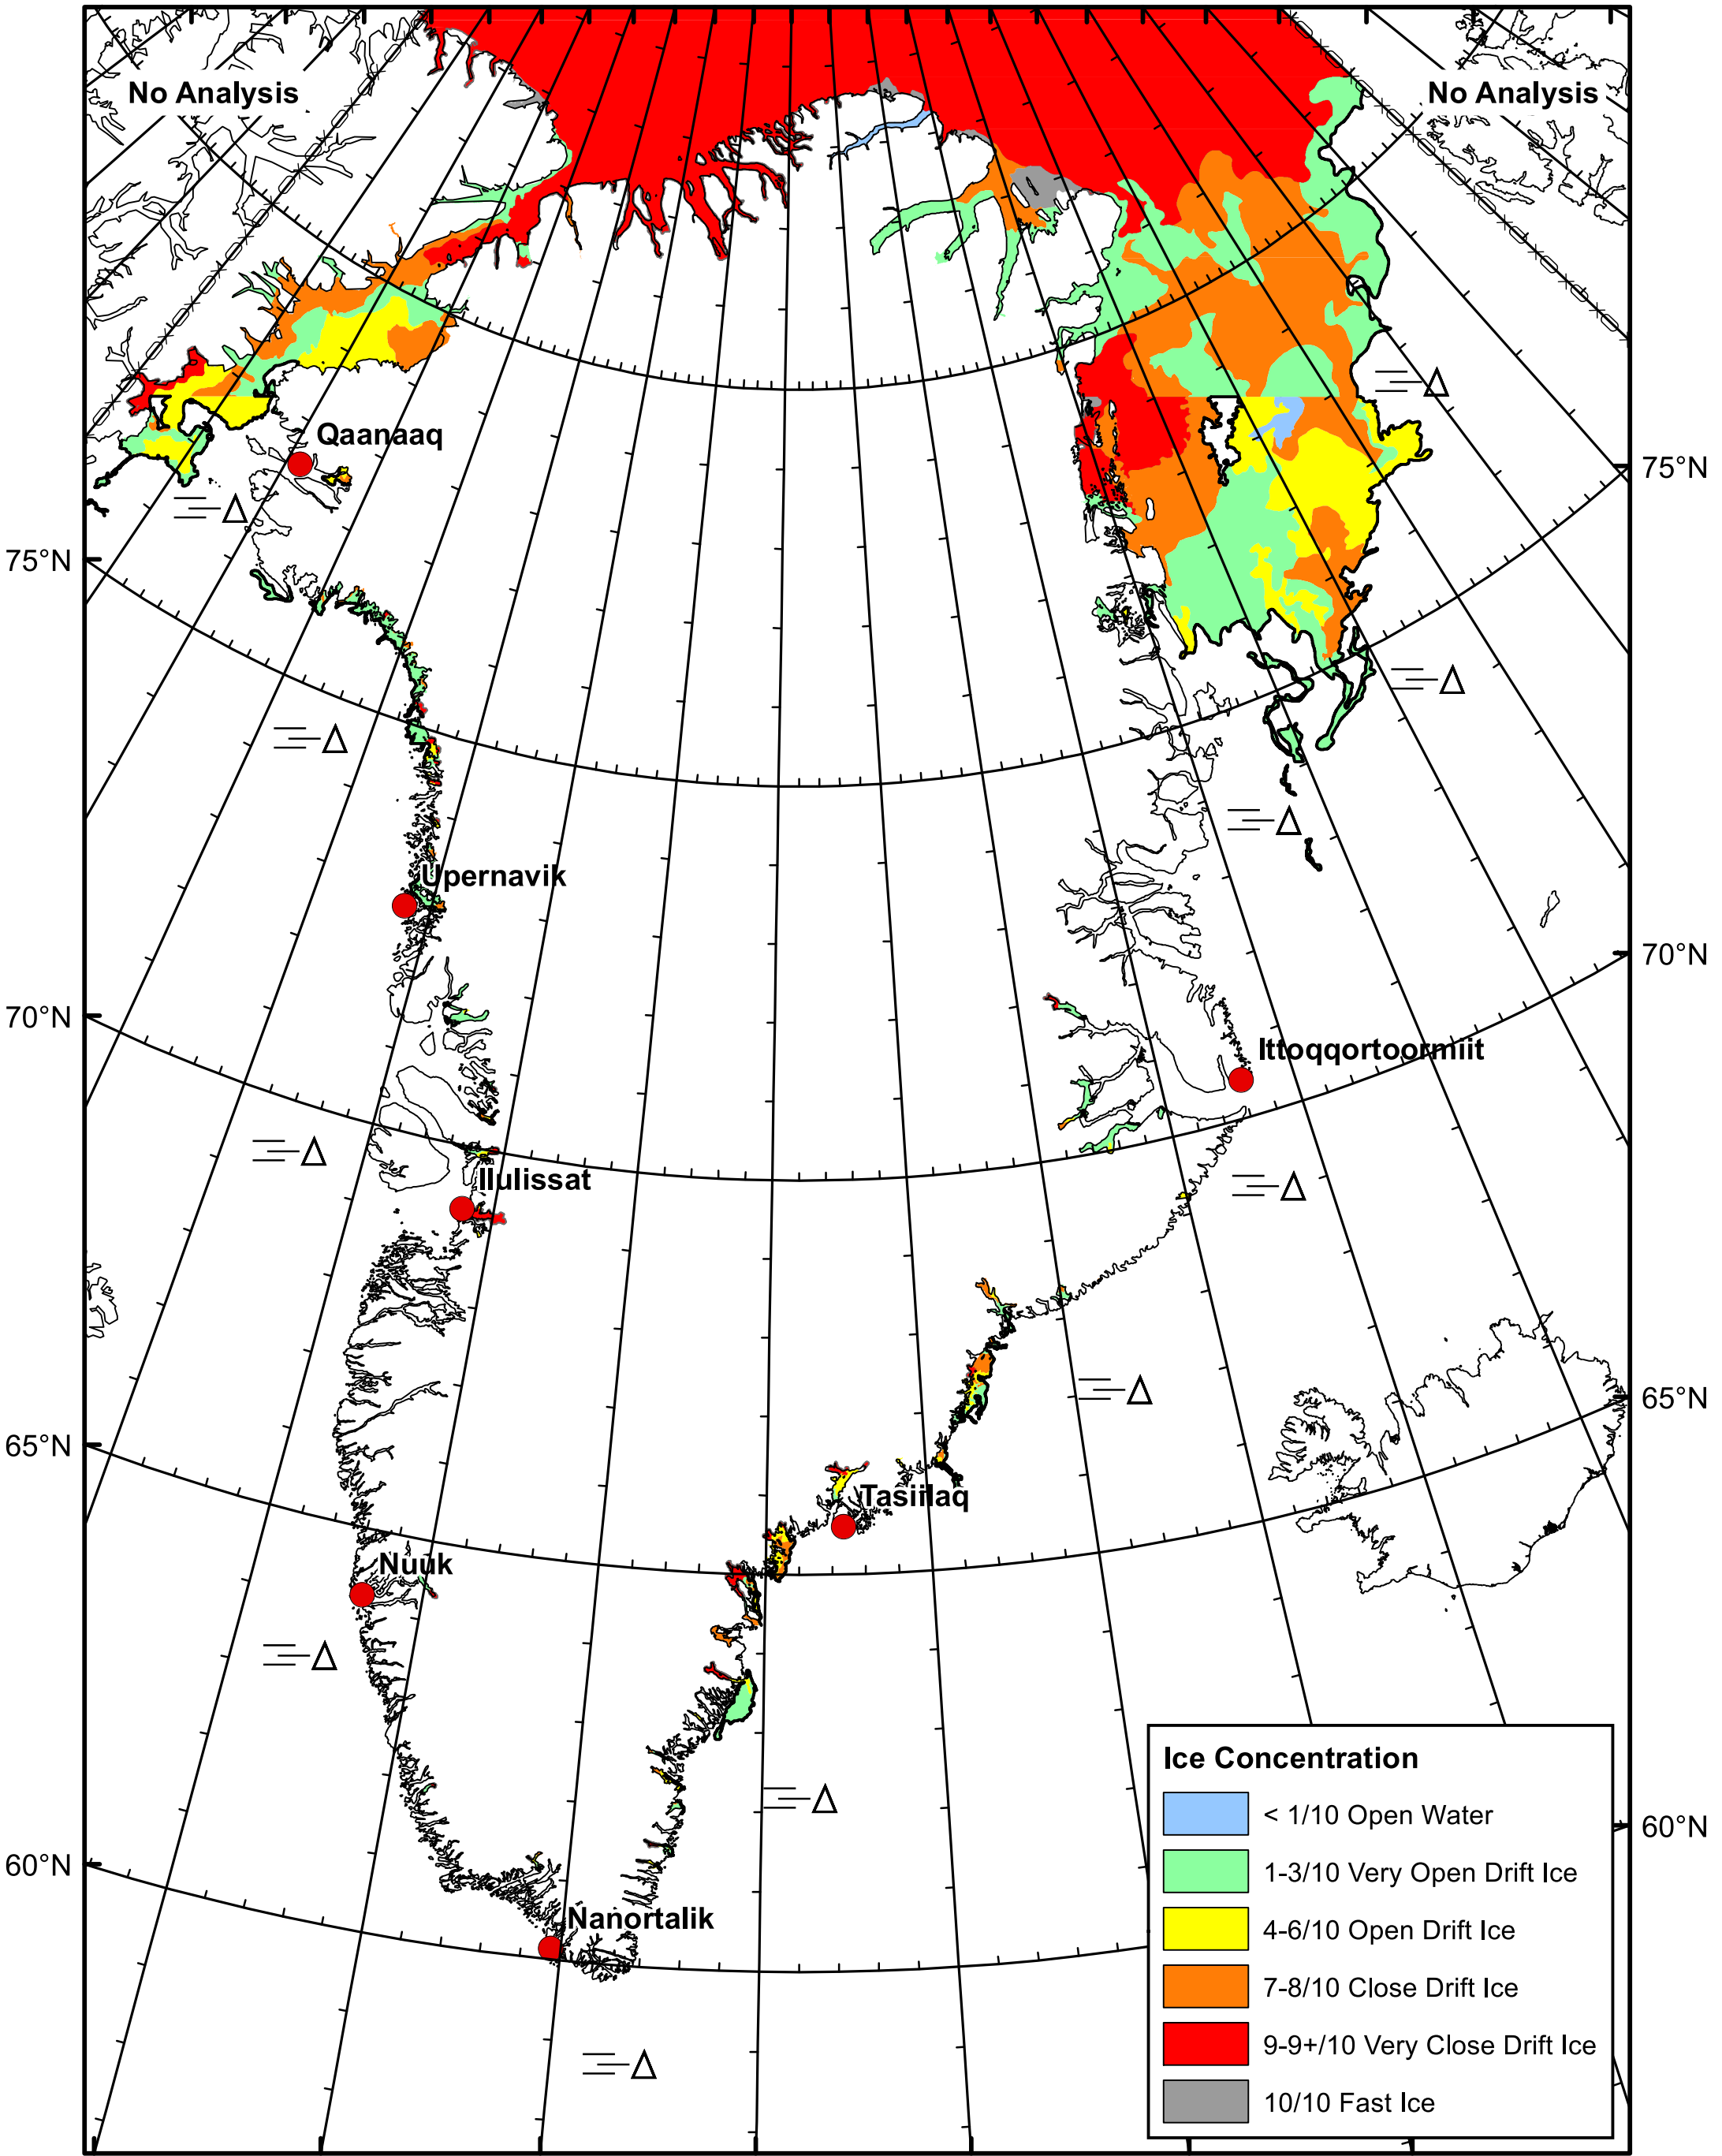 No Analysis
No Analysis
Qaanaaq
75°N
75°N
Upernavik
70°N
70°N
Ittoqqortoormiit
Ilulissat
65°N
65°N
Tasiilaq
Nuuk
60°N
60°N
Nanortalik
Ice Concentration
< 1/10 Open Water
1-3/10 Very Open Drift Ice
4-6/10 Open Drift Ice
7-8/10 Close Drift Ice
9-9+/10 Very Close Drift Ice
10/10 Fast Ice